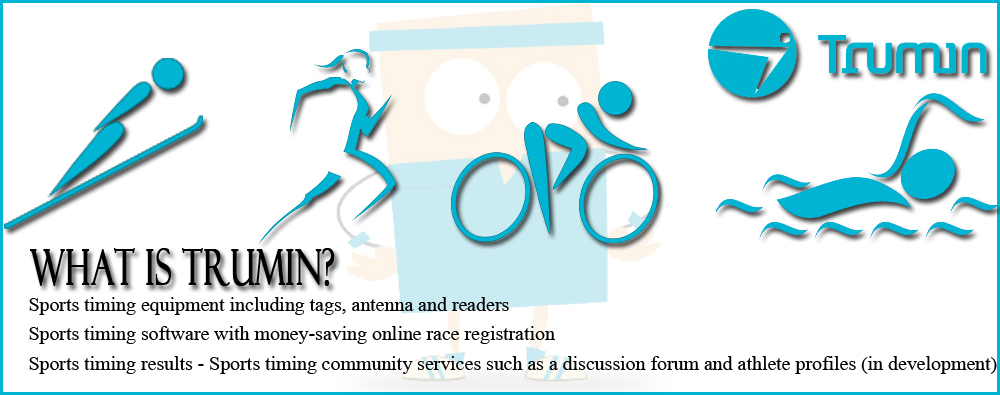 Trumin
WHAT IS TRUMIN?
Sports timing equipment including tags, antenna and readers
Sports timing software with money-saving online race registration
Sports timing results - Sports timing community services such as a discussion forum and athlete profiles (in development)